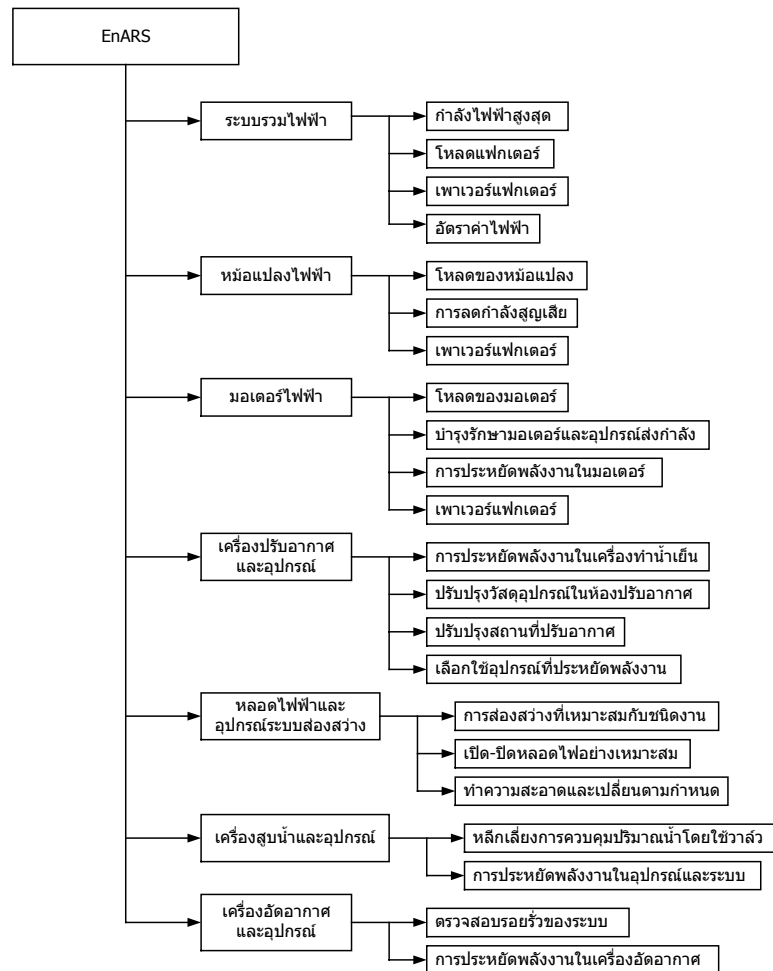 EnARS
ระบบรวมไฟฟ้า
กำลังไฟฟ้าสูงสุด
โหลดแฟกเตอร์
เพาเวอร์แฟกเตอร์
อัตราค่าไฟฟ้า
หม้อแปลงไฟฟ้า
โหลดของหม้อแปลง
การลดกำลังสูญเสีย
เพาเวอร์แฟกเตอร์
มอเตอร์ไฟฟ้า
โหลดของมอเตอร์
บำรุงรักษามอเตอร์และอุปกรณ์ส่งกำลัง
การประหยัดพลังงานในมอเตอร์
เพาเวอร์แฟกเตอร์
เครื่องปรับอากาศ
และอุปกรณ์
การประหยัดพลังงานในเครื่องทำน้ำเย็น
ปรับปรุงวัสดุอุปกรณ์ในห้องปรับอากาศ
ปรับปรุงสถานที่ปรับอากาศ
เลือกใช้อุปกรณ์ที่ประหยัดพลังงาน
หลอดไฟฟ้าและ
อุปกรณ์ระบบส่องสว่าง
การส่องสว่างที่เหมาะสมกับชนิดงาน
เปิด-ปิดหลอดไฟอย่างเหมาะสม
ทำความสะอาดและเปลี่ยนตามกำหนด
เครื่องสูบน้ำและอุปกรณ์
หลีกเลี่ยงการควบคุมปริมาณน้ำโดยใช้วาล์ว
การประหยัดพลังงานในอุปกรณ์และระบบ
เครื่องอัดอากาศ
และอุปกรณ์
ตรวจสอบรอยรั่วของระบบ
การประหยัดพลังงานในเครื่องอัดอากาศ